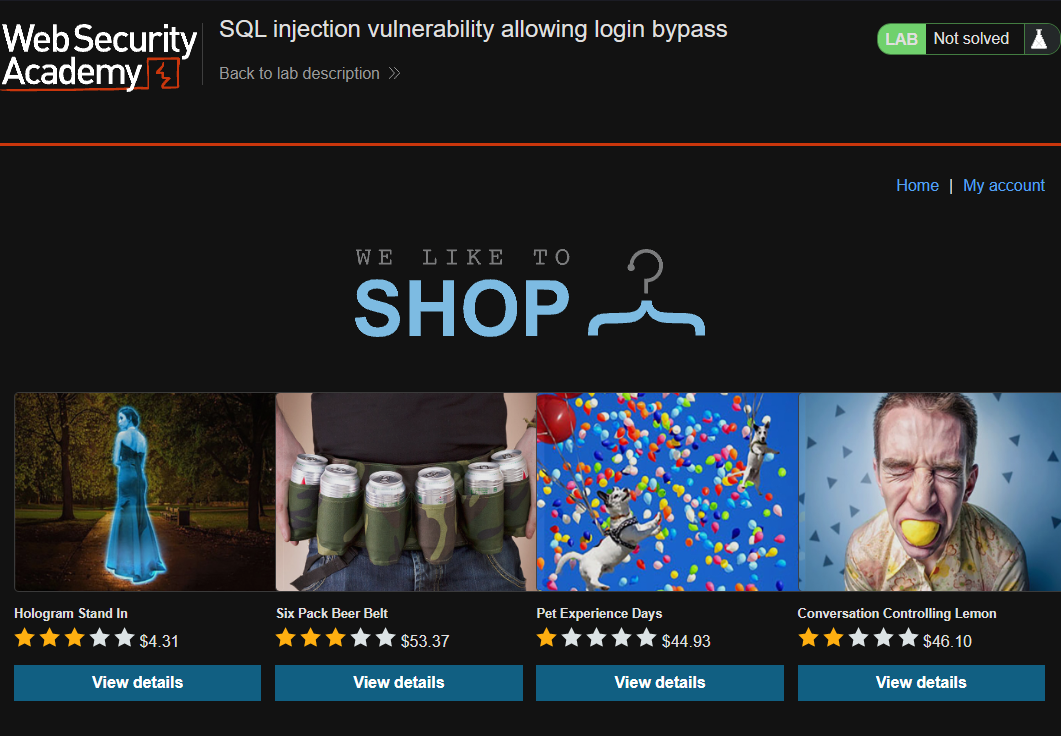 Web Security
Academy
SQL injection vulnerability allowing login bypass
Back to lab description
LAB Not solved
Home | My account
WE LIKE TO
SHOP
Hologram Stand In
$4.31
View details
Six Pack Beer Belt
$53.37
View details
Pet Experience Days
$44.93
View details
Conversation Controlling Lemon
$46.10
View details